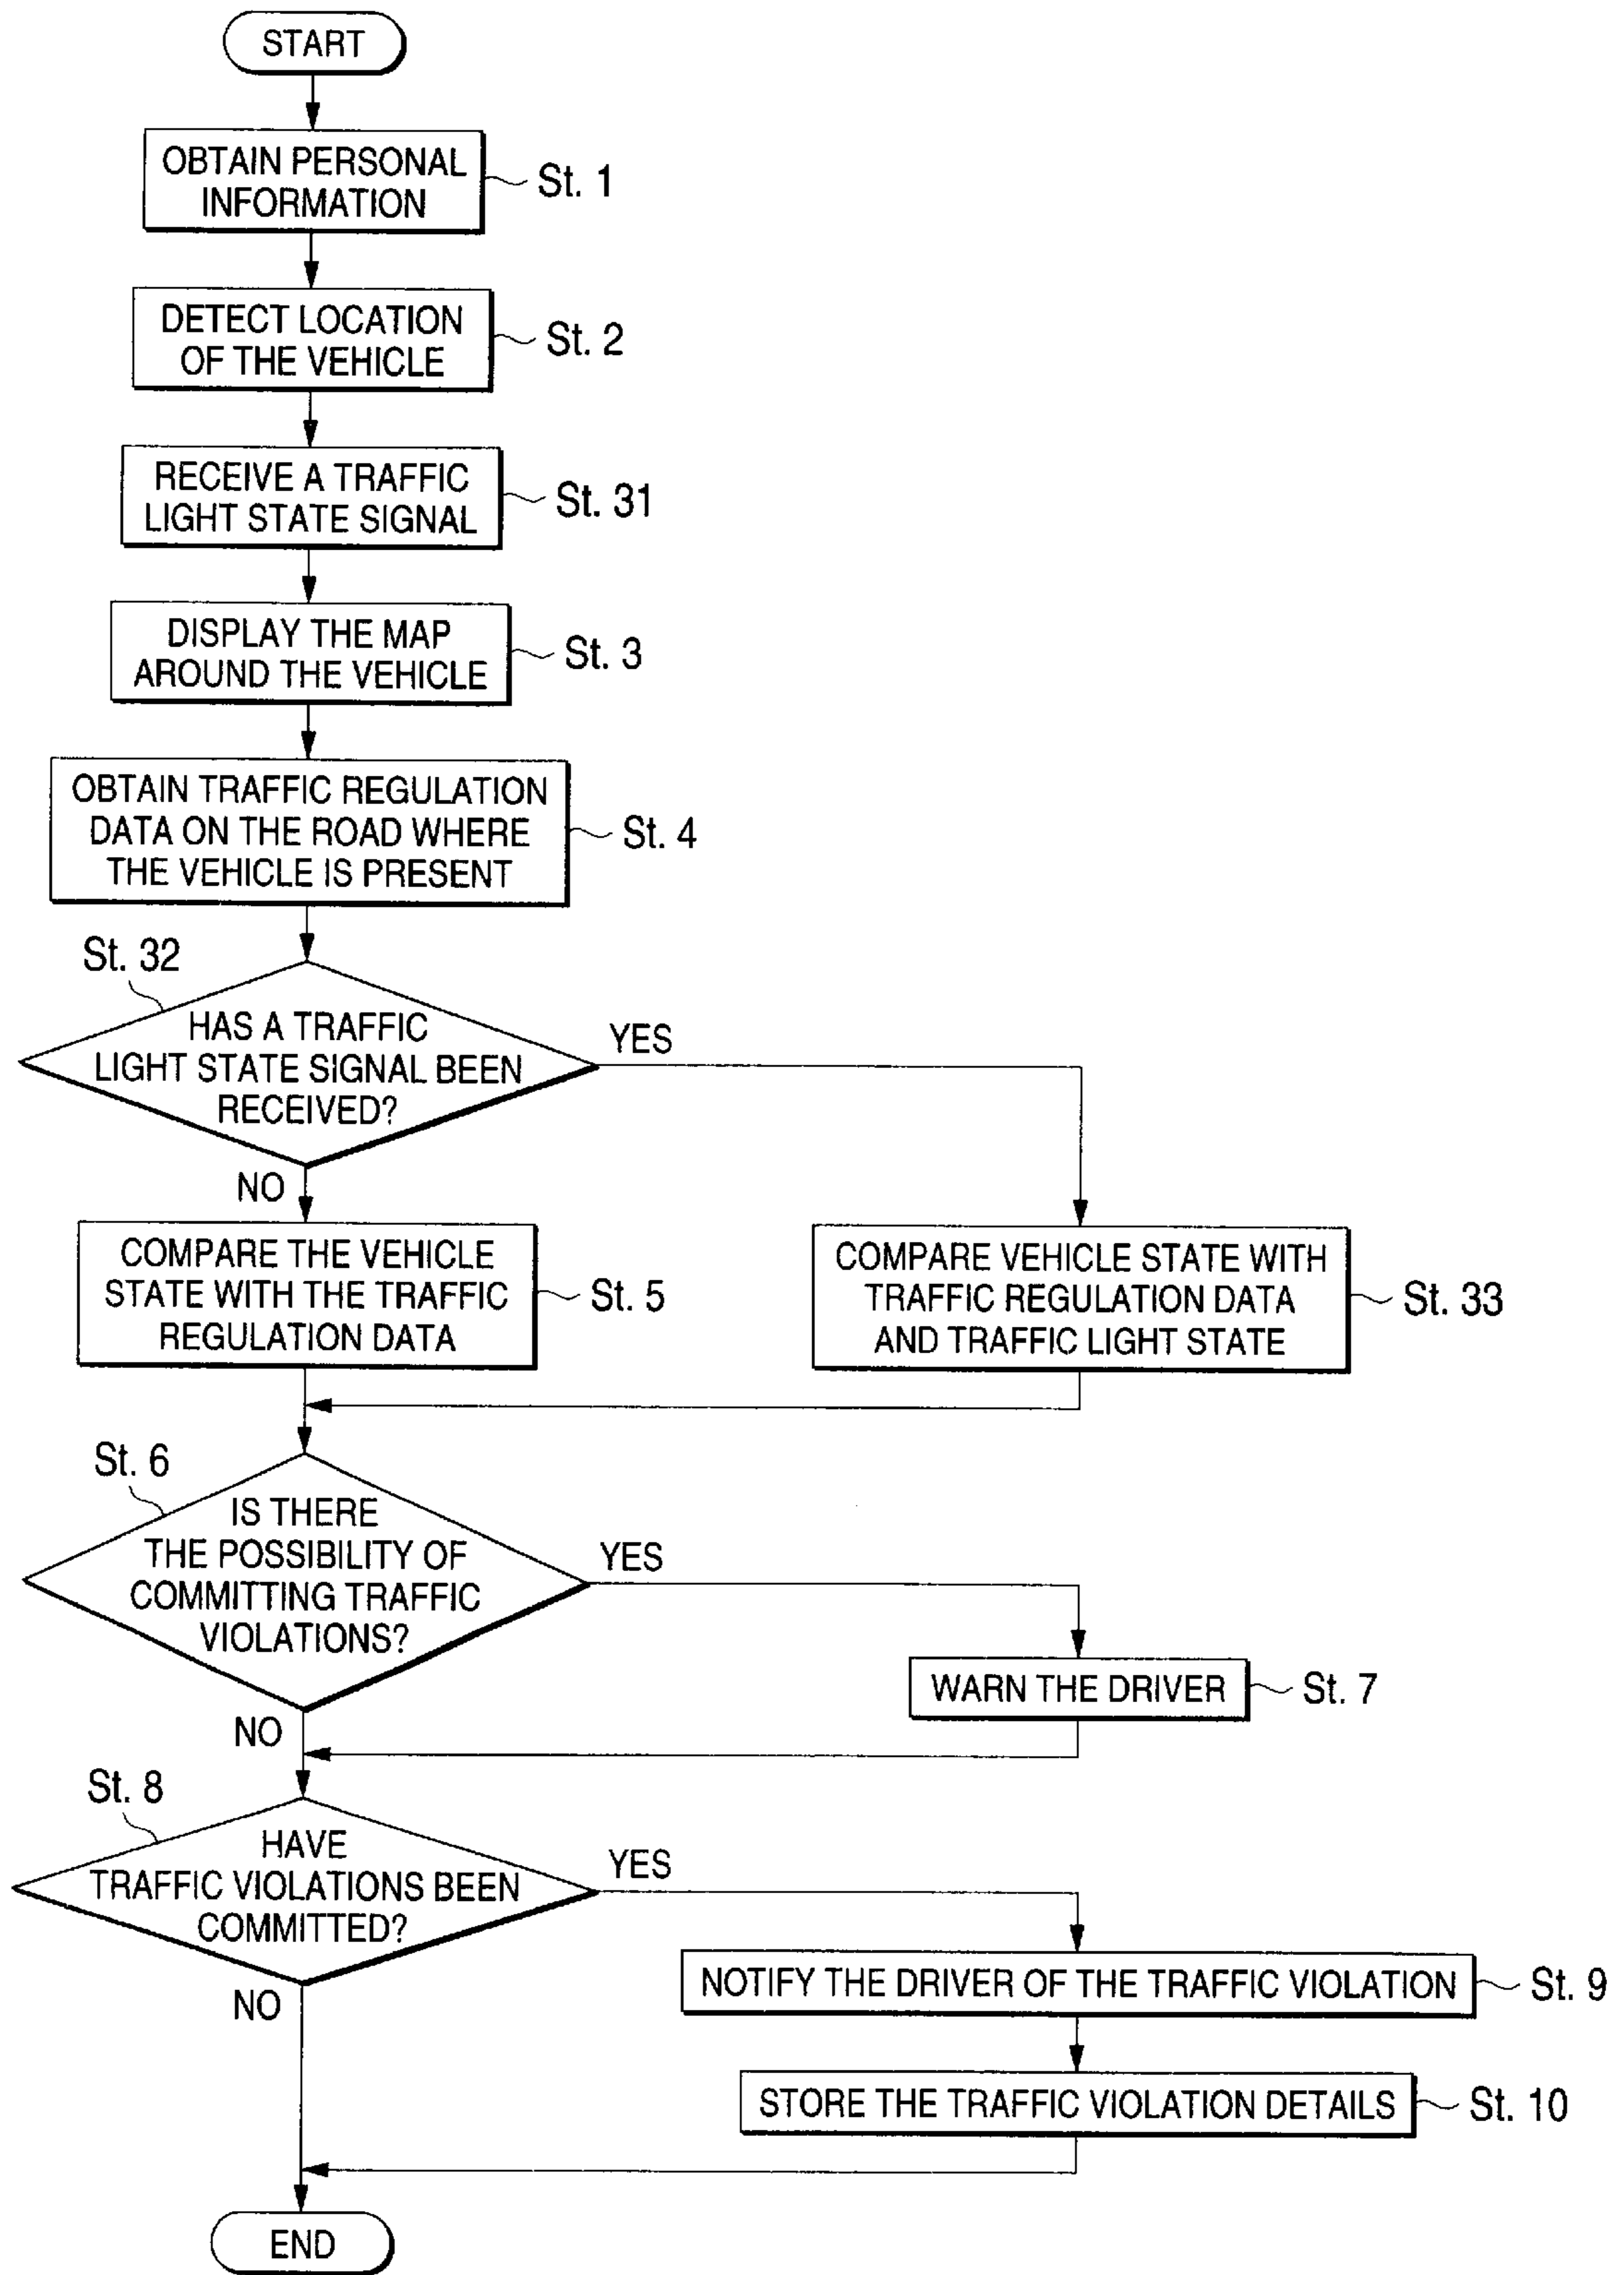 START
OBTAIN PERSONAL
INFORMATION
St. 1
DETECT LOCATION
OF THE VEHICLE
St. 2
RECEIVE A TRAFFIC
LIGHT STATE SIGNAL
St. 31
DISPLAY THE MAP
AROUND THE VEHICLE
St. 3
OBTAIN TRAFFIC REGULATION
DATA ON THE ROAD WHERE
THE VEHICLE IS PRESENT
St. 4
St. 32
HAS A TRAFFIC
LIGHT STATE SIGNAL BEEN
RECEIVED?
YES
NO
COMPARE THE VEHICLE
STATE WITH THE TRAFFIC
REGULATION DATA
St. 5
COMPARE VEHICLE STATE WITH
TRAFFIC REGULATION DATA
AND TRAFFIC LIGHT STATE
St. 33
St. 6
IS THERE
THE POSSIBILITY OF
COMMITTING TRAFFIC
VIOLATIONS?
YES
NO
WARN THE DRIVER
St. 7
St. 8
HAVE
TRAFFIC VIOLATIONS BEEN
COMMITTED?
YES
NO
NOTIFY THE DRIVER OF THE TRAFFIC VIOLATION
St. 9
STORE THE TRAFFIC VIOLATION DETAILS
St. 10
END